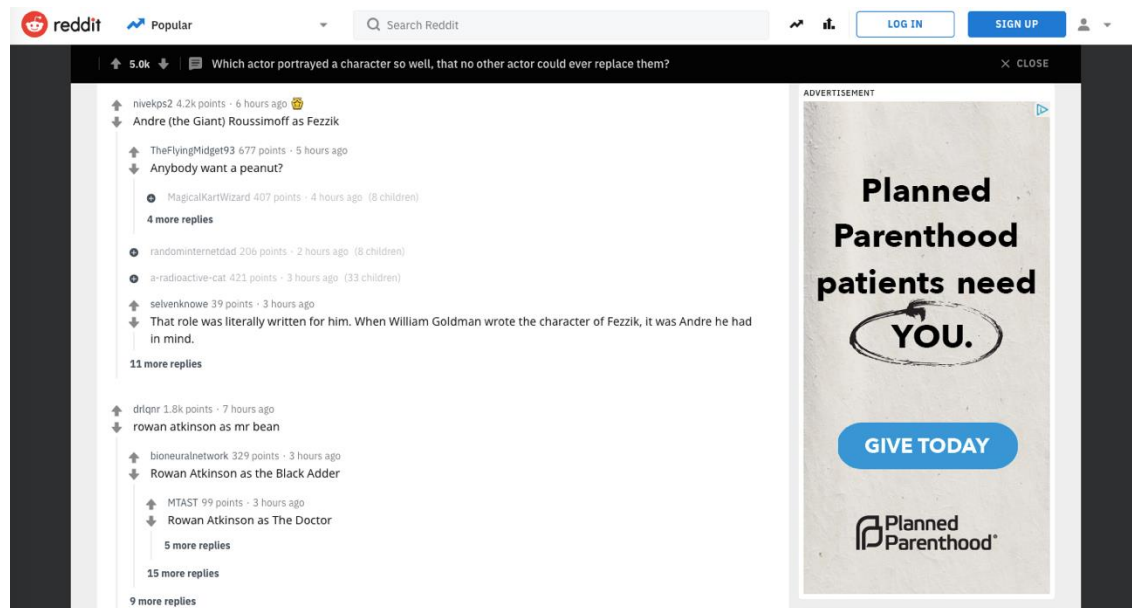 reddit
Popular
Search Reddit
LOG IN
SIGN UP
5.0k
Which actor portrayed a character so well, that no other actor could ever replace them?
CLOSE
nivekps2 4.2k points · 6 hours ago
Andre (the Giant) Roussimoff as Fezzik
TheFlyingMidget93 677 points · 5 hours ago
Anybody want a peanut?
MagicalKartWizard 407 points · 4 hours ago (8 children)
4 more replies
randominternetdad 206 points · 2 hours ago (8 children)
a-radioactive-cat 421 points · 3 hours ago (33 children)
selvenknowe 39 points · 3 hours ago
That role was literally written for him. When William Goldman wrote the character of Fezzik, it was Andre he had
in mind.
11 more replies
drlqnr 1.8k points · 7 hours ago
rowan atkinson as mr bean
bioneuralnetwork 329 points · 3 hours ago
Rowan Atkinson as the Black Adder
MTAST 99 points · 3 hours ago
Rowan Atkinson as The Doctor
5 more replies
15 more replies
9 more replies
ADVERTISEMENT
Planned
Parenthood
patients need
YOU.
GIVE TODAY
Planned
Parenthood®